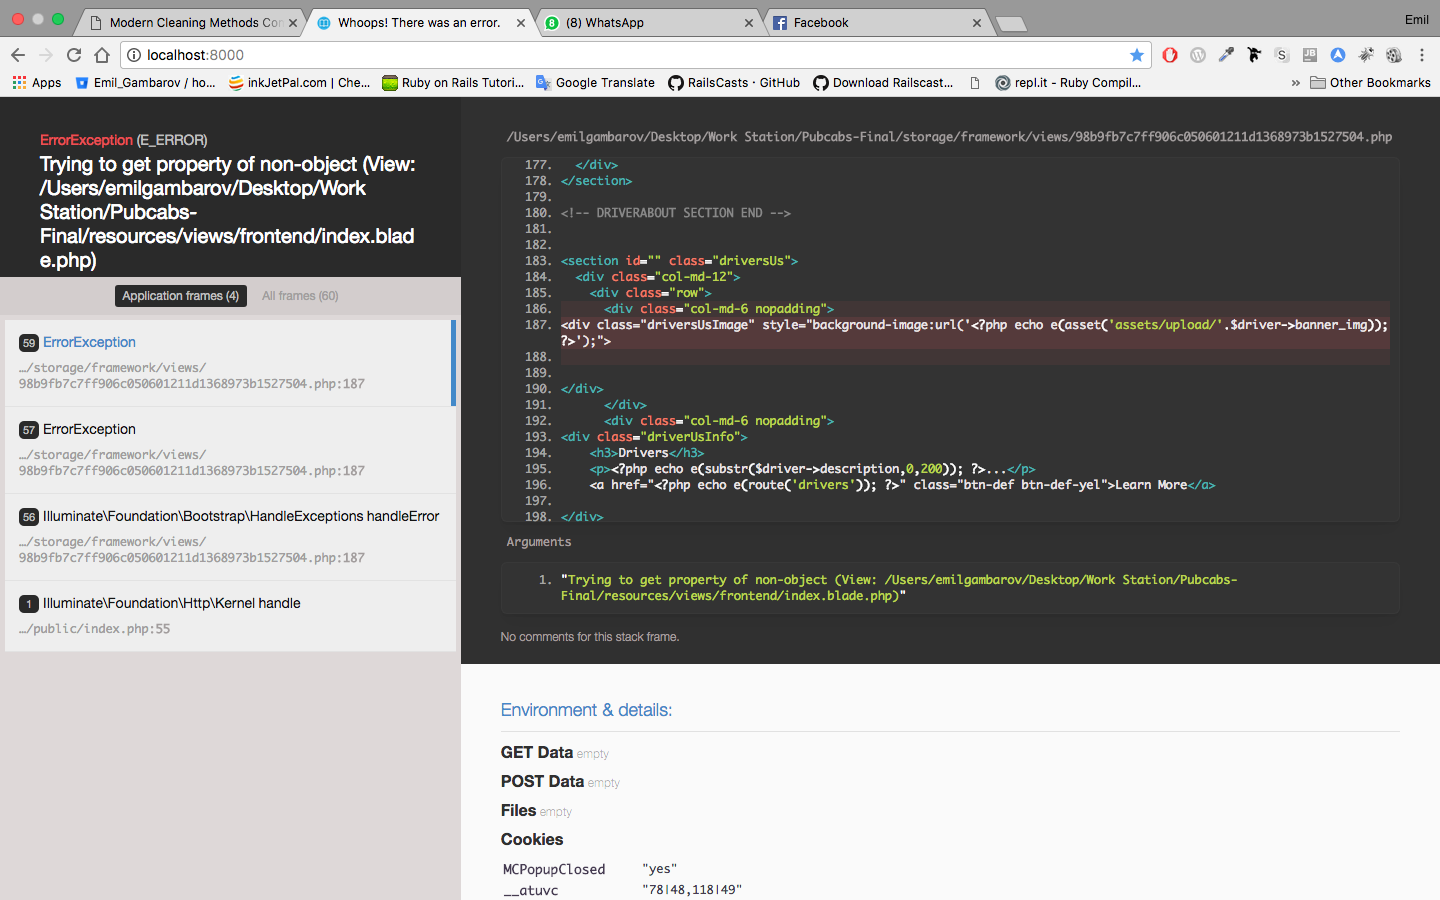 Modern Cleaning Methods Con
Whoops! There was an error.
8 (8) WhatsApp
Facebook
Emil
localhost:8000
Apps
Emil_Gambarov / ho...
inkJetPal.com | Che...
Ruby on Rails Tutori...
Google Translate
RailsCasts · GitHub
Download Railscast...
repl.it - Ruby Compil...
» Other Bookmarks
ErrorException (E_ERROR)
Trying to get property of non-object (View:
/Users/emilgambarov/Desktop/Work
Station/Pubcabs-
Final/resources/views/frontend/index.blad
e.php)
Application frames (4) All frames (60)
59 ErrorException
…/storage/framework/views/
98b9fb7c7ff906c050601211d1368973b1527504.php:187
57 ErrorException
…/storage/framework/views/
98b9fb7c7ff906c050601211d1368973b1527504.php:187
56 Illuminate\Foundation\Bootstrap\HandleExceptions handleError
…/storage/framework/views/
98b9fb7c7ff906c050601211d1368973b1527504.php:187
1 Illuminate\Foundation\Http\Kernel handle
…/public/index.php:55
/Users/emilgambarov/Desktop/Work Station/Pubcabs-Final/storage/framework/views/98b9fb7c7ff906c050601211d1368973b1527504.php
177. </div>
178. </section>
179.
180. <!-- DRIVERABOUT SECTION END -->
181.
182.
183. <section id="" class="driversUs">
184. <div class="col-md-12">
185. <div class="row">
186. <div class="col-md-6 nopadding">
187. <div class="driversUsImage" style="background-image:url('<?php echo e(asset('assets/upload/'.$driver->banner_img));
?>');">
188.
189.
190. </div>
191. </div>
192. <div class="col-md-6 nopadding">
193. <div class="driverUsInfo">
194. <h3>Drivers</h3>
195. <p><?php echo e(substr($driver->description,0,200)); ?>...</p>
196. <a href="<?php echo e(route('drivers')); ?>" class="btn-def btn-def-yel">Learn More</a>
197.
198. </div>
Arguments
1. "Trying to get property of non-object (View: /Users/emilgambarov/Desktop/Work Station/Pubcabs-
Final/resources/views/frontend/index.blade.php)"
No comments for this stack frame.
Environment & details:
GET Data empty
POST Data empty
Files empty
Cookies
MCPopupClosed "yes"
__atuvc "78|48,118|49"